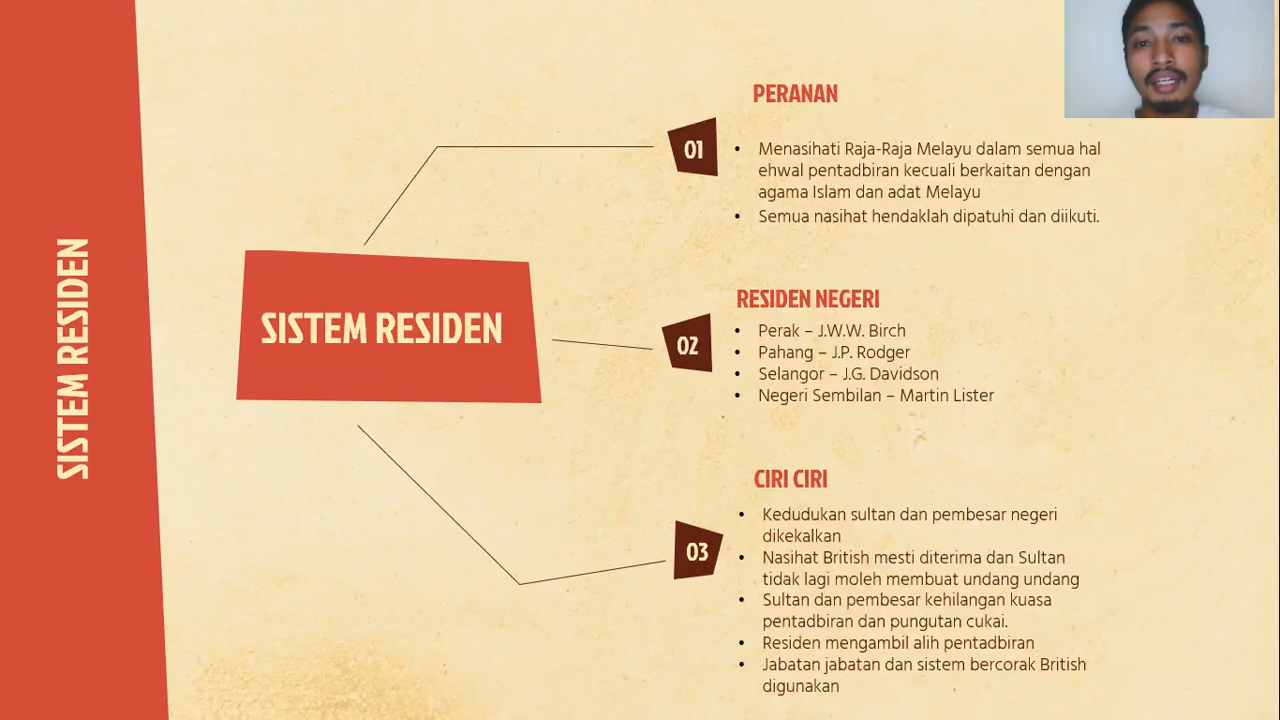 SISTEM RESIDEN
SISTEM RESIDEN
01
PERANAN
• Menasihati Raja-Raja Melayu dalam semua hal
ehwal pentadbiran kecuali berkaitan dengan
agama Islam dan adat Melayu
• Semua nasihat hendaklah dipatuhi dan diikuti.
02
RESIDEN NEGERI
• Perak – J.W.W. Birch
• Pahang – J.P. Rodger
• Selangor – J.G. Davidson
• Negeri Sembilan – Martin Lister
03
CIRI CIRI
• Kedudukan sultan dan pembesar negeri
dikekalkan
• Nasihat British mesti diterima dan Sultan
tidak lagi moleh membuat undang undang
• Sultan dan pembesar kehilangan kuasa
pentadbiran dan pungutan cukai.
• Residen mengambil alih pentadbiran
• Jabatan jabatan dan sistem bercorak British
digunakan